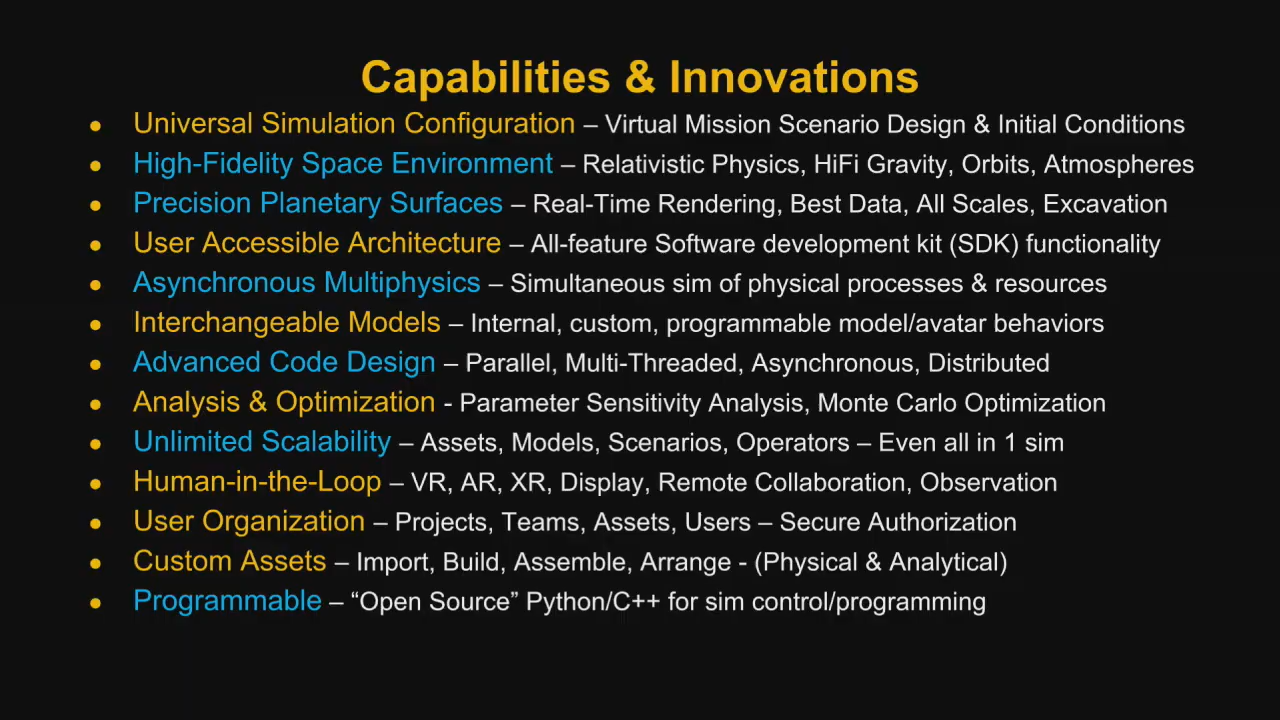 Capabilities & Innovations
● Universal Simulation Configuration – Virtual Mission Scenario Design & Initial Conditions
● High-Fidelity Space Environment – Relativistic Physics, HiFi Gravity, Orbits, Atmospheres
● Precision Planetary Surfaces – Real-Time Rendering, Best Data, All Scales, Excavation
● User Accessible Architecture – All-feature Software development kit (SDK) functionality
● Asynchronous Multiphysics – Simultaneous sim of physical processes & resources
● Interchangeable Models – Internal, custom, programmable model/avatar behaviors
● Advanced Code Design – Parallel, Multi-Threaded, Asynchronous, Distributed
● Analysis & Optimization - Parameter Sensitivity Analysis, Monte Carlo Optimization
● Unlimited Scalability – Assets, Models, Scenarios, Operators – Even all in 1 sim
● Human-in-the-Loop – VR, AR, XR, Display, Remote Collaboration, Observation
● User Organization – Projects, Teams, Assets, Users – Secure Authorization
● Custom Assets – Import, Build, Assemble, Arrange - (Physical & Analytical)
● Programmable – “Open Source” Python/C++ for sim control/programming